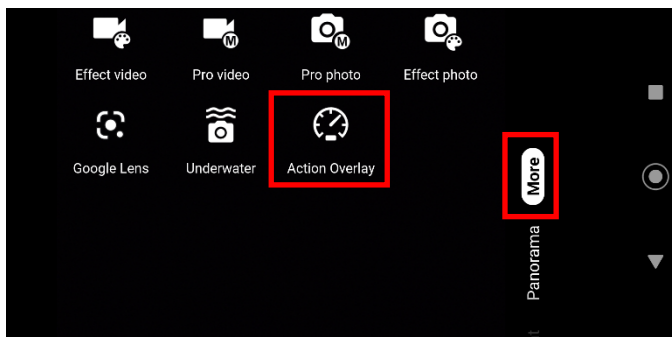 Effect video
Pro video
Pro photo
Effect photo
Google Lens
Underwater
Action Overlay
More
Panorama